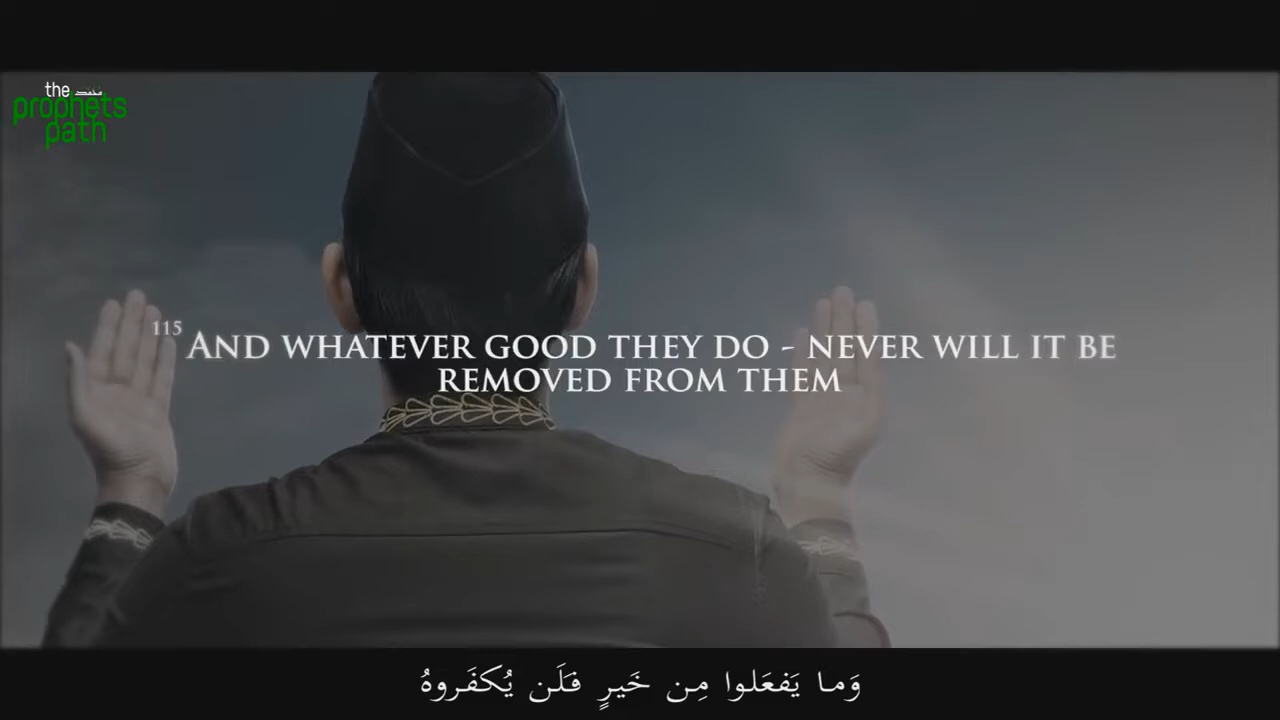 the محمد
prophets
path
115 AND WHATEVER GOOD THEY DO - NEVER WILL IT BE
REMOVED FROM THEM
وَما يَفعَلوا مِن خَيرٍ فَلَن يُكفَروهُ